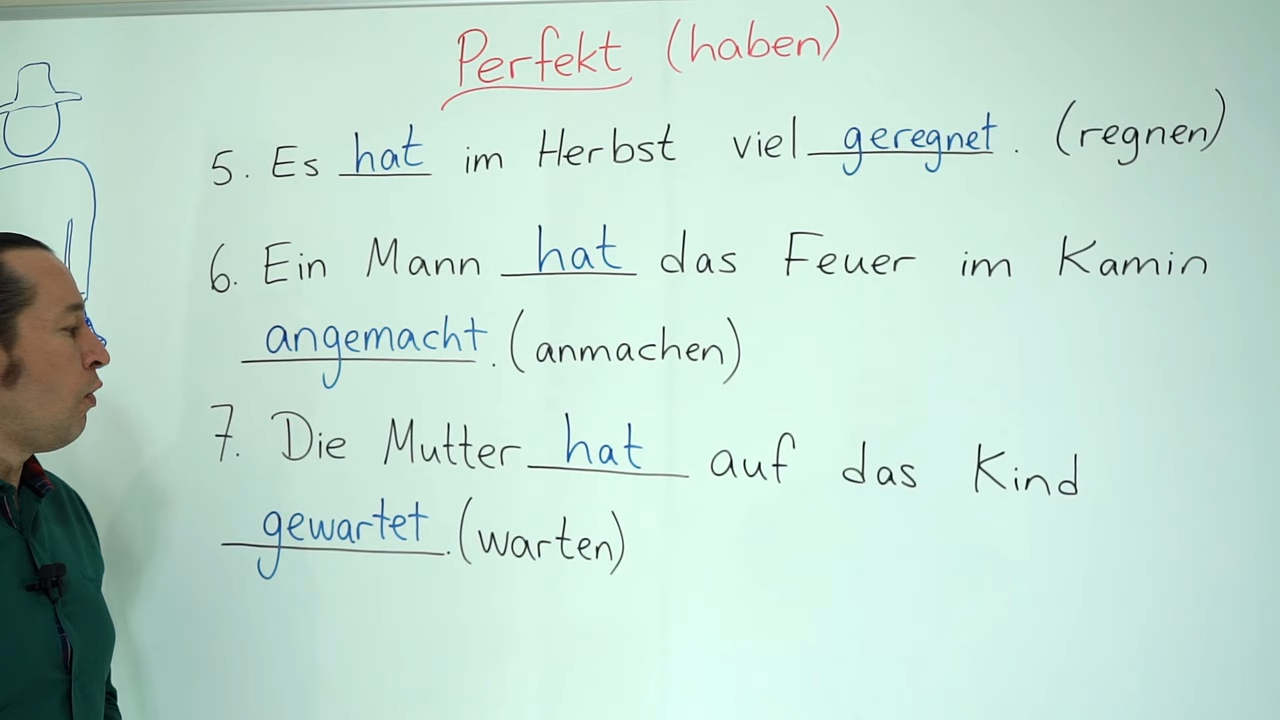 Perfekt (haben)
5. Es hat im Herbst viel geregnet. (regnen)
6. Ein Mann hat das Feuer im Kamin
angemacht. (anmachen)
7. Die Mutter hat auf das Kind
gewartet. (warten)